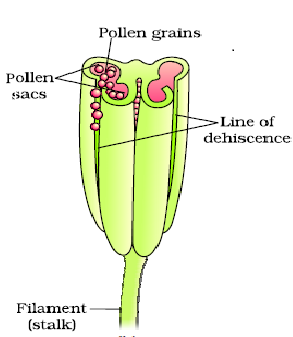 Pollen grains
Pollen
sacs
Line of
dehiscence
Filament
(stalk)